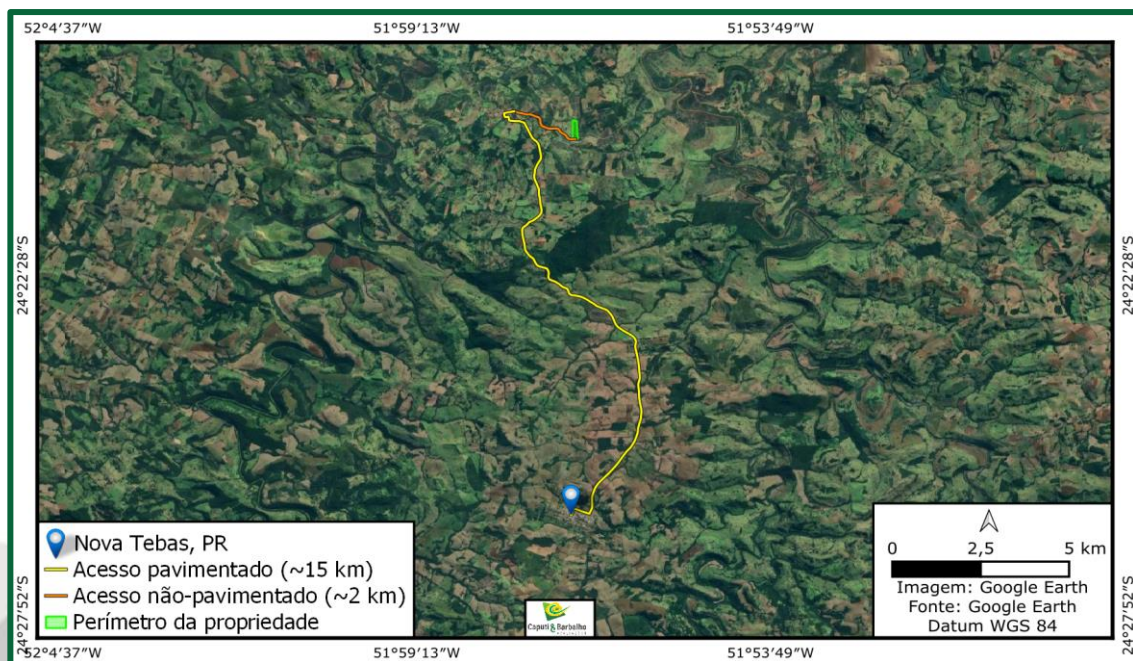 52°4′37″W 51°59′13″W 51°53′49″W
24°22′28″S
24°22′28″S
24°27′52″S
24°27′52″S
Nova Tebas, PR
Acesso pavimentado (~15 km)
Acesso não-pavimentado (~2 km)
Perímetro da propriedade
Caputi & Barbalho
0 2,5 5 km
Imagem: Google Earth
Fonte: Google Earth
Datum WGS 84
52°4′37″W 51°59′13″W 51°53′49″W